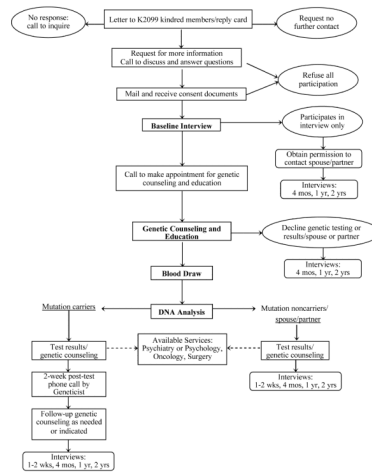 No response:
call to inquire
Letter to K2099 kindred members/reply card
Request no
further contact
Request for more information
Call to discuss and answer questions
Refuse all
participation
Mail and receive consent documents
Baseline Interview
Participates in
interview only
Obtain permission to
contact spouse/partner
Call to make appointment for genetic
counseling and education
Interviews:
4 mos, 1 yr, 2 yrs
Genetic Counseling and
Education
Decline genetic testing or
results/spouse or partner
Interviews:
4 mos, 1 yr, 2 yrs
Blood Draw
DNA Analysis
Mutation carriers
Mutation noncarriers/
spouse/partner
Available Services:
Psychiatry or Psychology,
Oncology, Surgery
Test results/
genetic counseling
Test results/
genetic counseling
2-week post-test
phone call by
Geneticist
Interviews:
1-2 wks, 4 mos, 1 yr, 2 yrs
Follow-up genetic
counseling as needed
or indicated
Interviews:
1-2 wks, 4 mos, 1 yr, 2 yrs